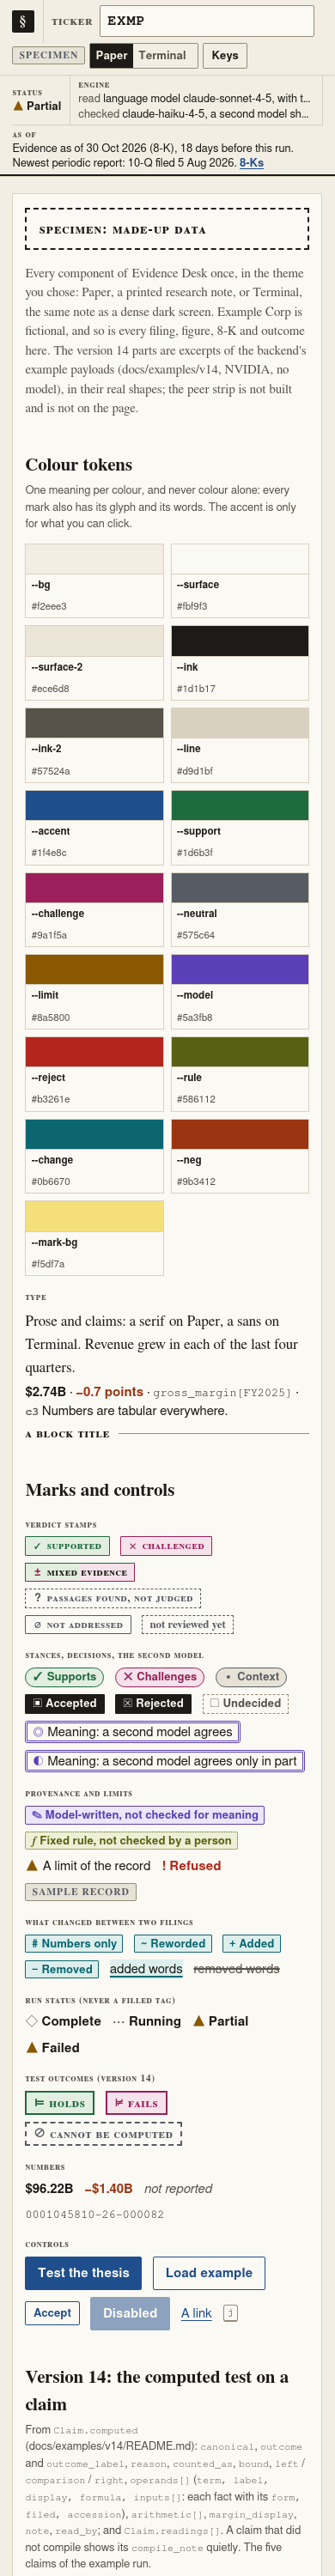 § TICKER EXMP
SPECIMEN Paper Terminal Keys
STATUS
▲ Partial
ENGINE
read language model claude-sonnet-4-5, with t...
checked claude-haiku-4-5, a second model sh...
AS OF
Evidence as of 30 Oct 2026 (8-K), 18 days before this run.
Newest periodic report: 10-Q filed 5 Aug 2026. 8-Ks
SPECIMEN: MADE-UP DATA
Every component of Evidence Desk once, in the theme
you chose: Paper, a printed research note, or Terminal,
the same note as a dense dark screen. Example Corp is
fictional, and so is every filing, figure, 8-K and outcome
here. The version 14 parts are excerpts of the backend's
example payloads (docs/examples/v14, NVIDIA, no
model), in their real shapes; the peer strip is not built
and is not on the page.
Colour tokens
One meaning per colour, and never colour alone: every
mark also has its glyph and its words. The accent is only
for what you can click.
--bg
#f2eee3
--surface
#fbf9f3
--surface-2
#ece6d8
--ink
#1d1b17
--ink-2
#57524a
--line
#d9d1bf
--accent
#1f4e8c
--support
#1d6b3f
--challenge
#9a1f5a
--neutral
#575c64
--limit
#8a5800
--model
#5a3fb8
--reject
#b3261e
--rule
#586112
--change
#0b6670
--neg
#9b3412
--mark-bg
#f5df7a
TYPE
Prose and claims: a serif on Paper, a sans on
Terminal. Revenue grew in each of the last four
quarters.
$2.74B · −0.7 points · gross_margin[FY2025] ·
c3 Numbers are tabular everywhere.
A BLOCK TITLE
Marks and controls
VERDICT STAMPS
✓ SUPPORTED × CHALLENGED
± MIXED EVIDENCE
? PASSAGES FOUND, NOT JUDGED
∅ NOT ADDRESSED not reviewed yet
STANCES, DECISIONS, THE SECOND MODEL
✓ Supports × Challenges • Context
▣ Accepted ☒ Rejected ☐ Undecided
◎ Meaning: a second model agrees
◐ Meaning: a second model agrees only in part
PROVENANCE AND LIMITS
✎ Model-written, not checked for meaning
ƒ Fixed rule, not checked by a person
▲ A limit of the record ! Refused
SAMPLE RECORD
WHAT CHANGED BETWEEN TWO FILINGS
# Numbers only ~ Reworded + Added
− Removed added words removed words
RUN STATUS (NEVER A FILLED TAG)
◇ Complete ⋯ Running ▲ Partial
▲ Failed
TEST OUTCOMES (VERSION 14)
⊨ HOLDS ⊭ FAILS
⊘ CANNOT BE COMPUTED
NUMBERS
$96.22B −$1.40B not reported
0001045810-26-000082
CONTROLS
Test the thesis Load example
Accept Disabled A link i
Version 14: the computed test on a
claim
From Claim.computed
(docs/examples/v14/README.md): canonical, outcome
and outcome_label, reason, counted_as, bound, left /
comparison / right, operands[] (term, label,
display, formula, inputs[]: each fact with its form,
filed, accession), arithmetic[], margin_display,
note, read_by; and Claim.readings[]. A claim that did
not compile shows its compile_note quietly. The five
claims of the example run.